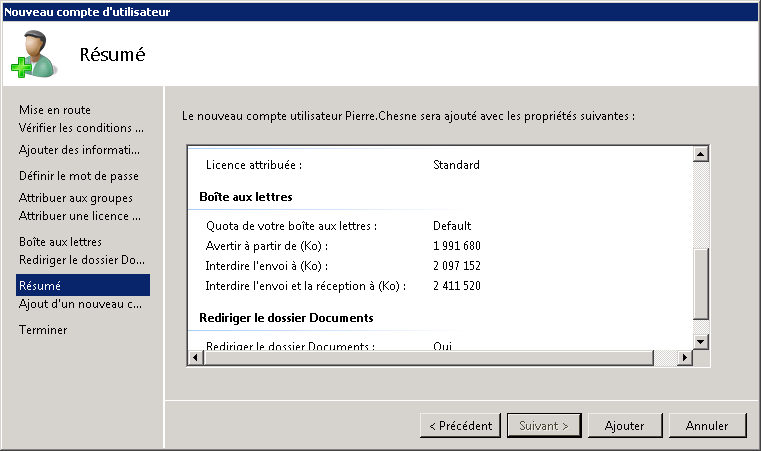 Nouveau compte d'utilisateur
Résumé
Mise en route
Vérifier les conditions ...
Ajouter des informati...
Définir le mot de passe
Attribuer aux groupes
Attribuer une licence ...
Boîte aux lettres
Rediriger le dossier Do...
Résumé
Ajout d'un nouveau c...
Terminer
Le nouveau compte utilisateur Pierre.Chesne sera ajouté avec les propriétés suivantes :
Licence attribuée : Standard
Boîte aux lettres
Quota de votre boîte aux lettres : Default
Avertir à partir de (Ko) : 1 991 680
Interdire l'envoi à (Ko) : 2 097 152
Interdire l'envoi et la réception à (Ko) : 2 411 520
Rediriger le dossier Documents
Rediriger le dossier Documents : Oui
< Précédent Suivant > Ajouter Annuler